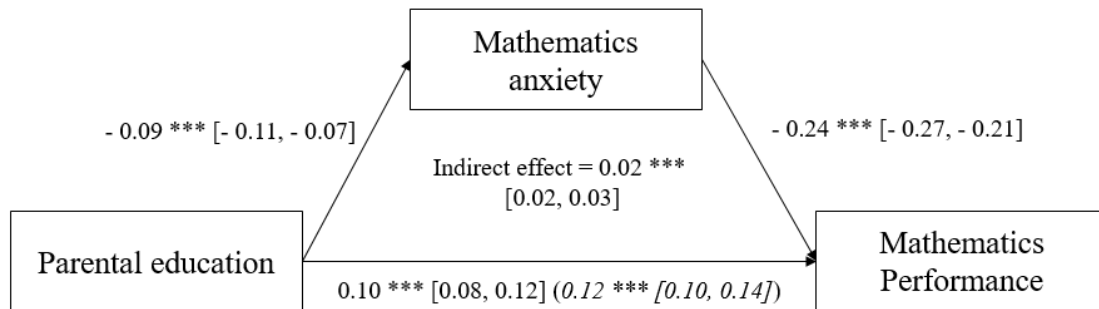 Mathematics
anxiety
- 0.09 *** [- 0.11, - 0.07]
- 0.24 *** [- 0.27, - 0.21]
Indirect effect = 0.02 ***
[0.02, 0.03]
Parental education
Mathematics
Performance
0.10 *** [0.08, 0.12] (0.12 *** [0.10, 0.14])